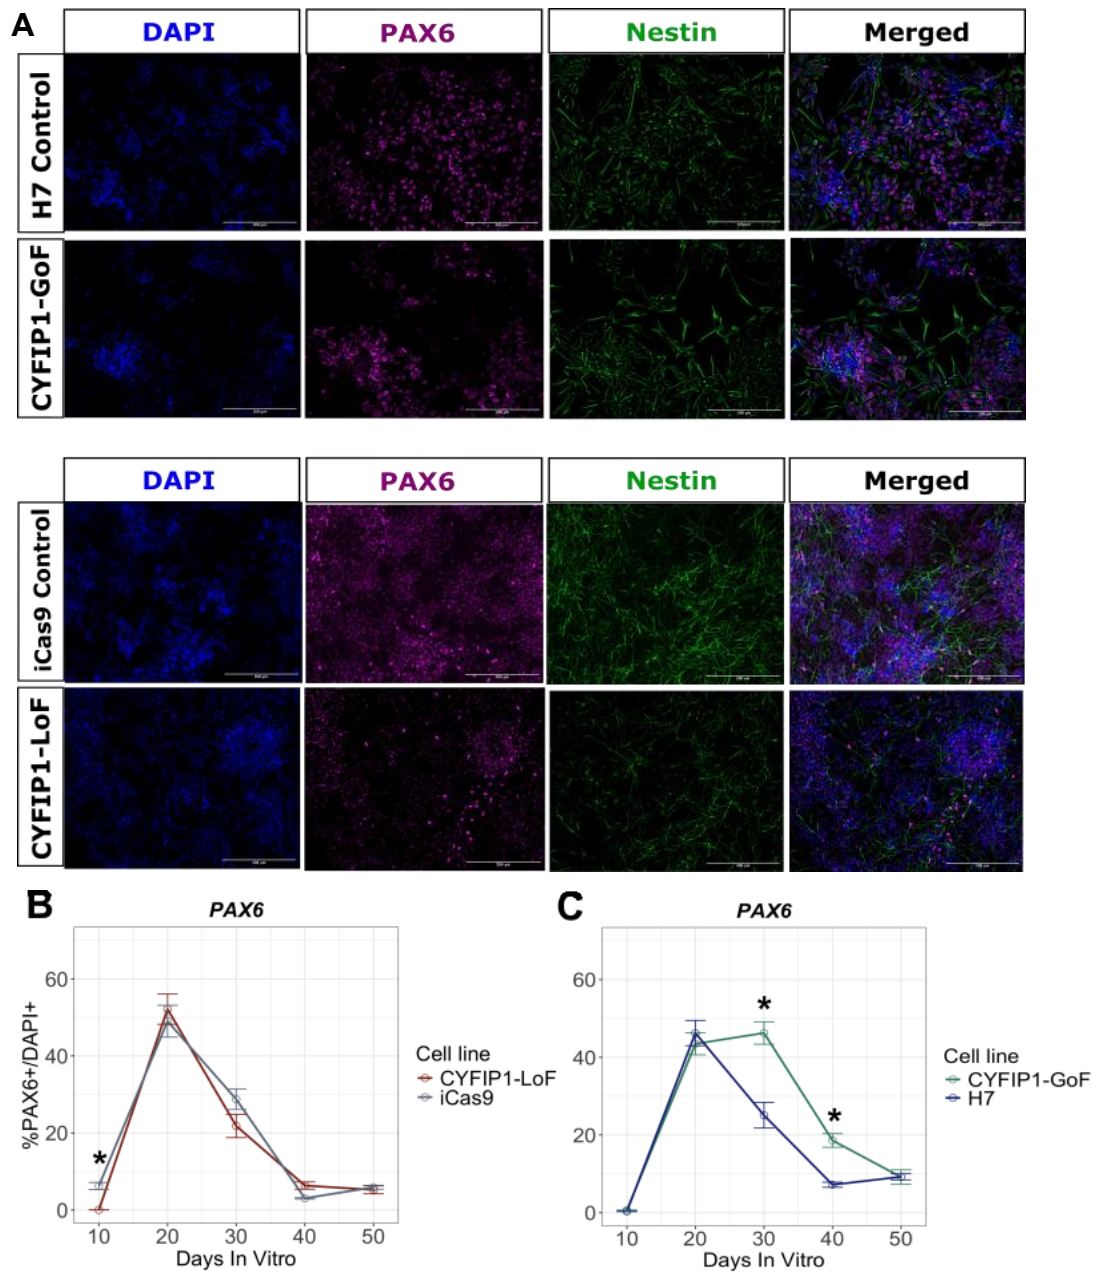 A
DAPI PAX6 Nestin Merged
H7 Control
CYFIP1-GoF
DAPI PAX6 Nestin Merged
iCas9 Control
CYFIP1-LoF
B
PAX6
%PAX6+/DAPI+
60
40
20
0
*
10 20 30 40 50
Days In Vitro
Cell line
CYFIP1-LoF
iCas9
C
PAX6
60
40
20
0
*
*
10 20 30 40 50
Days In Vitro
Cell line
CYFIP1-GoF
H7